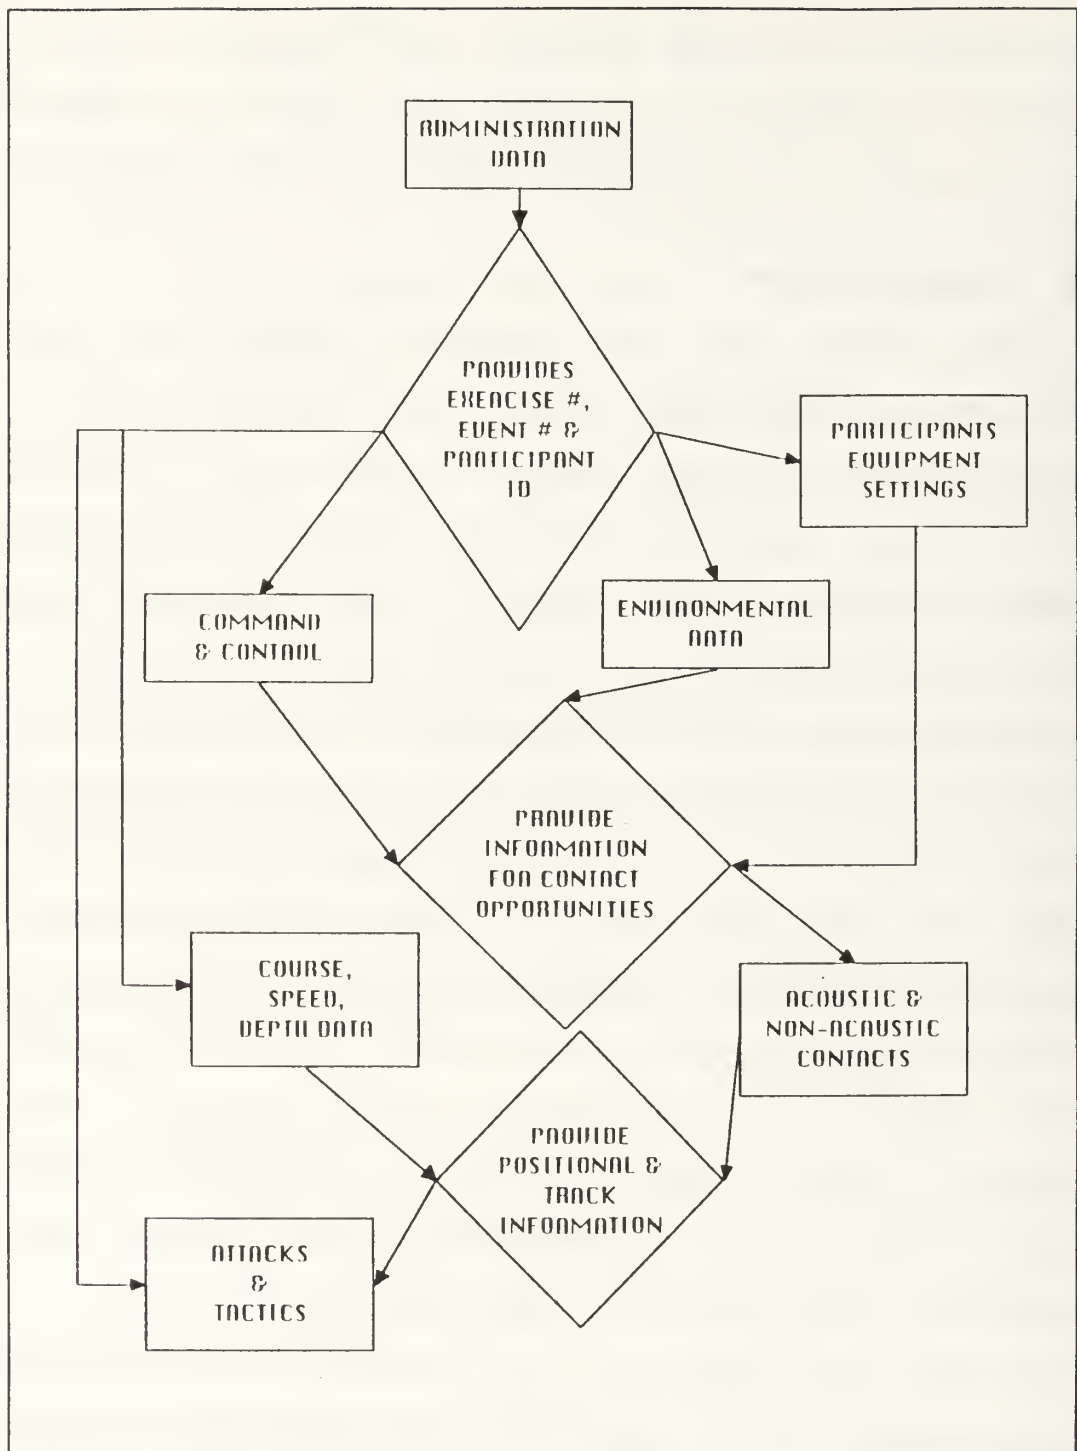 ADMINISTRATION
DATA
PROVIDES
EXERCISE #,
EVENT # &
PARTICIPANT
ID
PARTICIPANTS
EQUIPMENT
SETTINGS
COMMAND
& CONTROL
ENVIRONMENTAL
DATA
PROVIDE
INFORMATION
FOR CONTACT
OPPORTUNITIES
COURSE,
SPEED,
DEPTH DATA
ACOUSTIC &
NON-ACOUSTIC
CONTACTS
PROVIDE
POSITIONAL &
TRACK
INFORMATION
ATTACKS
&
TACTICS